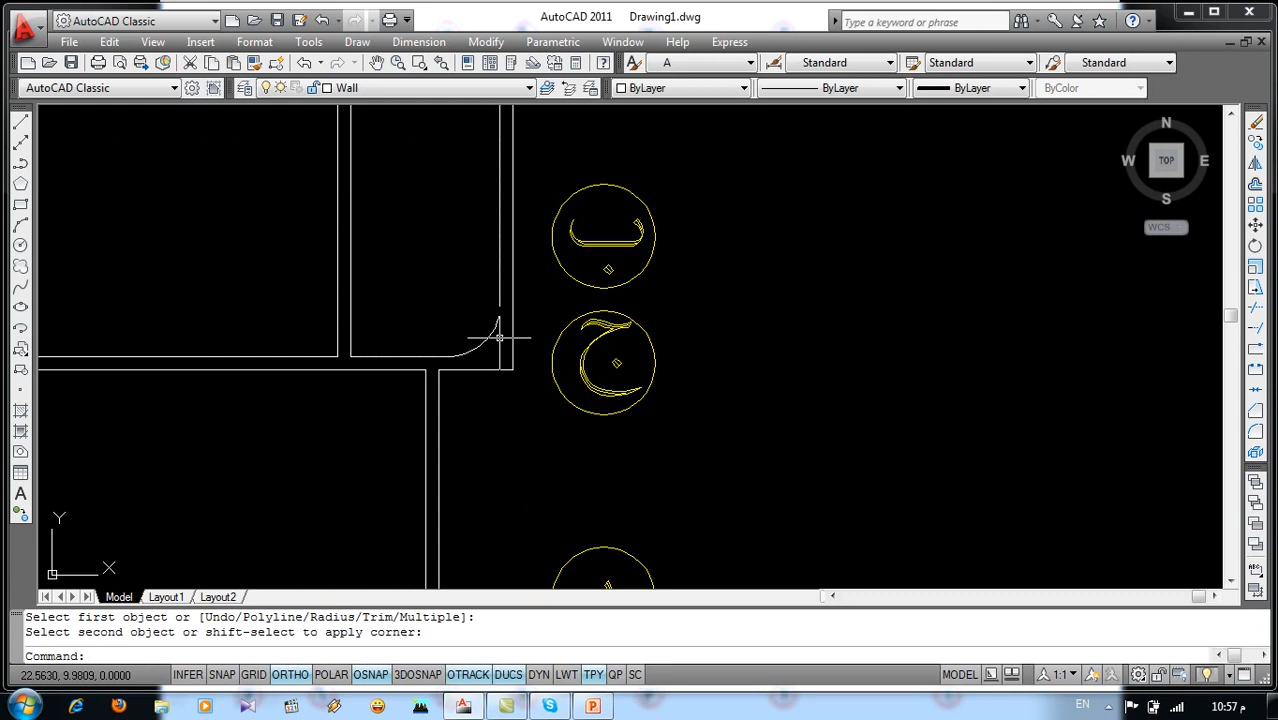 AutoCAD Classic
AutoCAD 2011 Drawing1.dwg
Type a keyword or phrase
File Edit View Insert Format Tools Draw Dimension Modify Parametric Window Help Express
A Standard Standard Standard
AutoCAD Classic Wall ByLayer ByLayer ByLayer ByColor
N
W TOP E
S
WCS
ب
ج
Y
X
Model Layout1 Layout2
Select first object or [Undo/Polyline/Radius/Trim/Multiple]:
Select second object or shift-select to apply corner:
Command:
22.5630, 9.9809, 0.0000 INFER SNAP GRID ORTHO POLAR OSNAP 3DOSNAP OTRACK DUCS DYN LWT TPY QP SC MODEL 1:1
EN 10:57 م